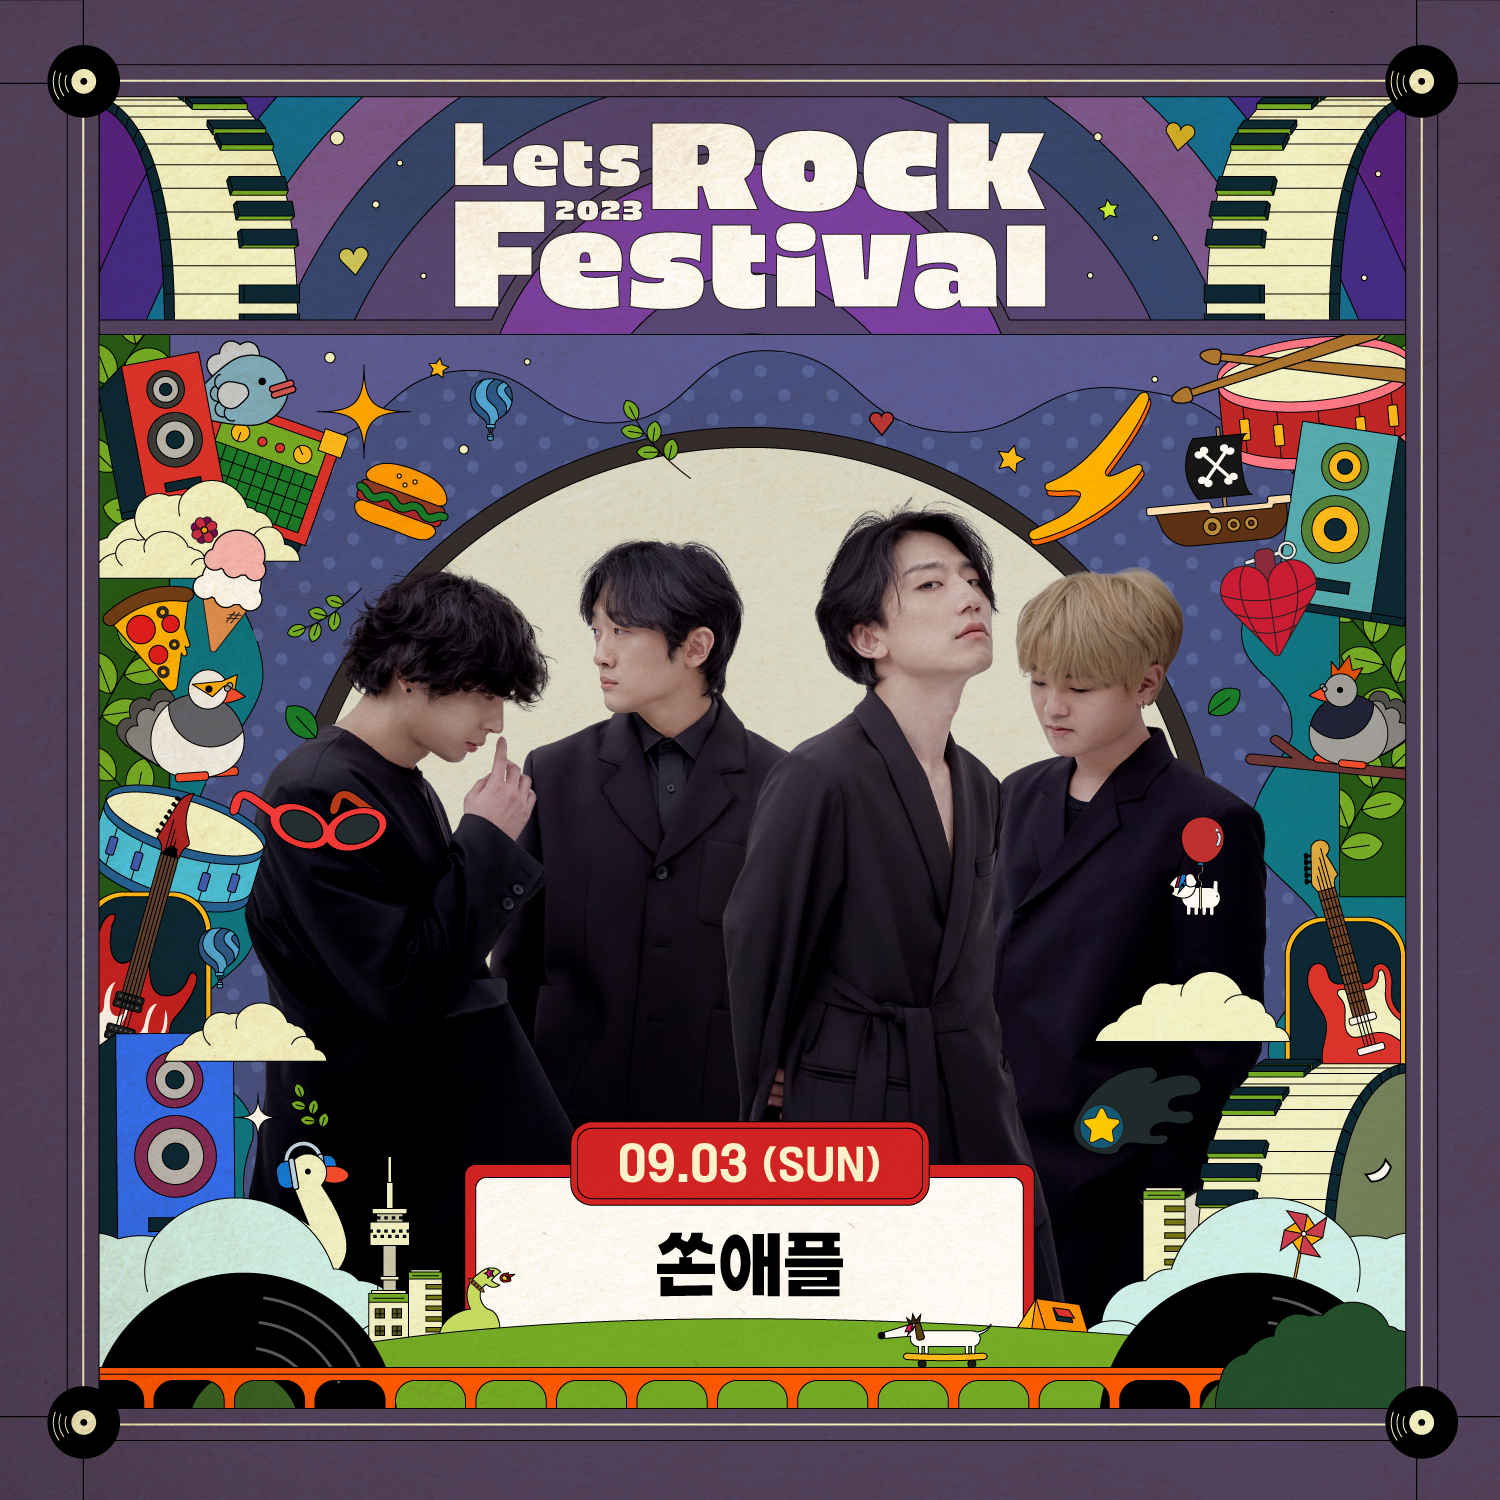 Lets Rock
2023
Festival
09.03 (SUN)
쏜애플